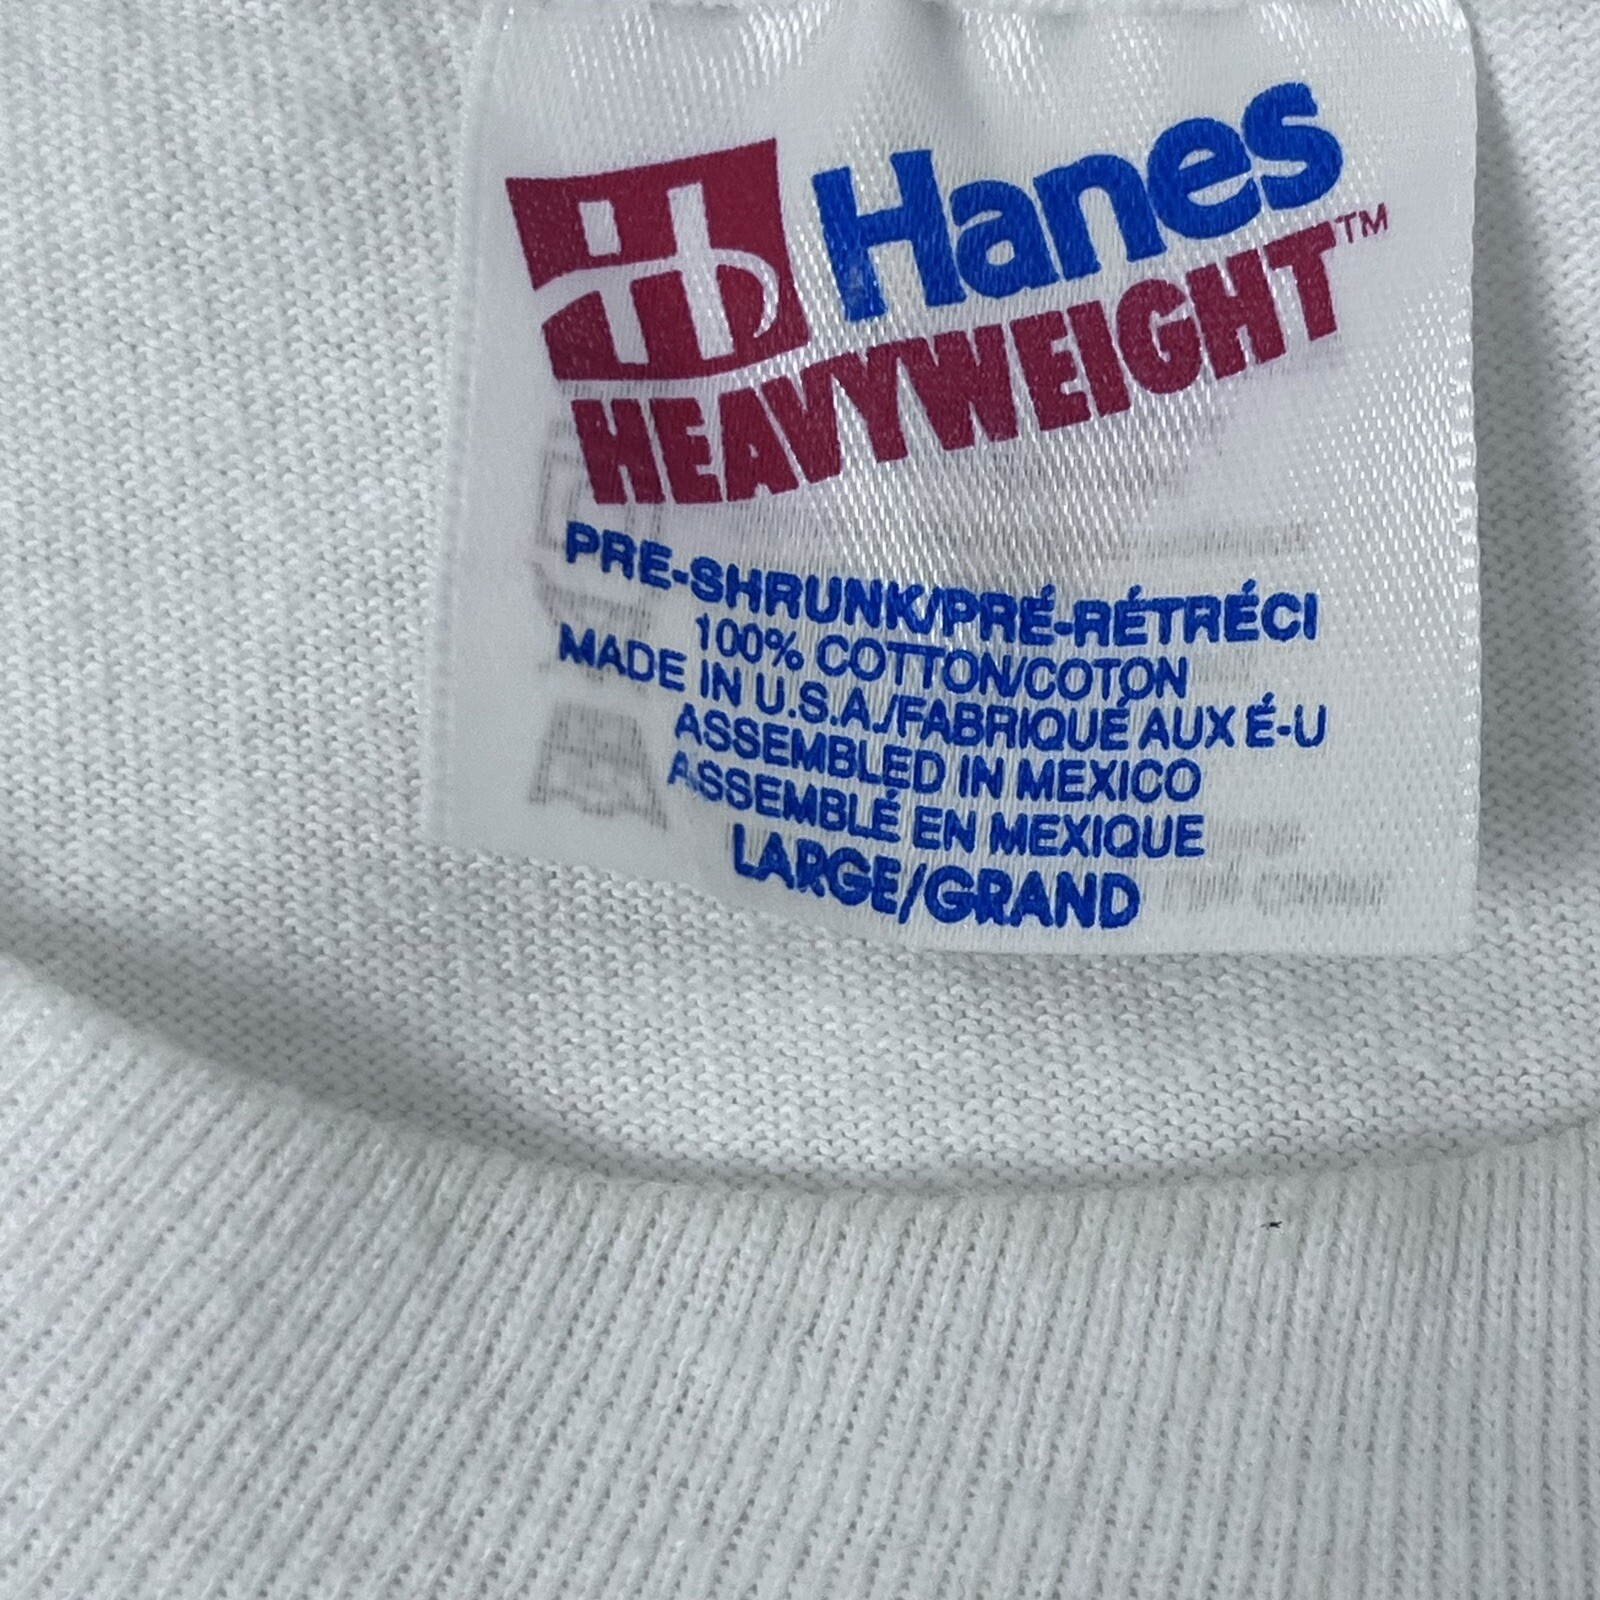 Hanes
HEAVYWEIGHT™
PRE-SHRUNK/PRÉ-RÉTRÉCI
100% COTTON/COTON
MADE IN U.S.A./FABRIQUÉ AUX É-U
ASSEMBLED IN MEXICO
ASSEMBLÉ EN MEXIQUE
LARGE/GRAND